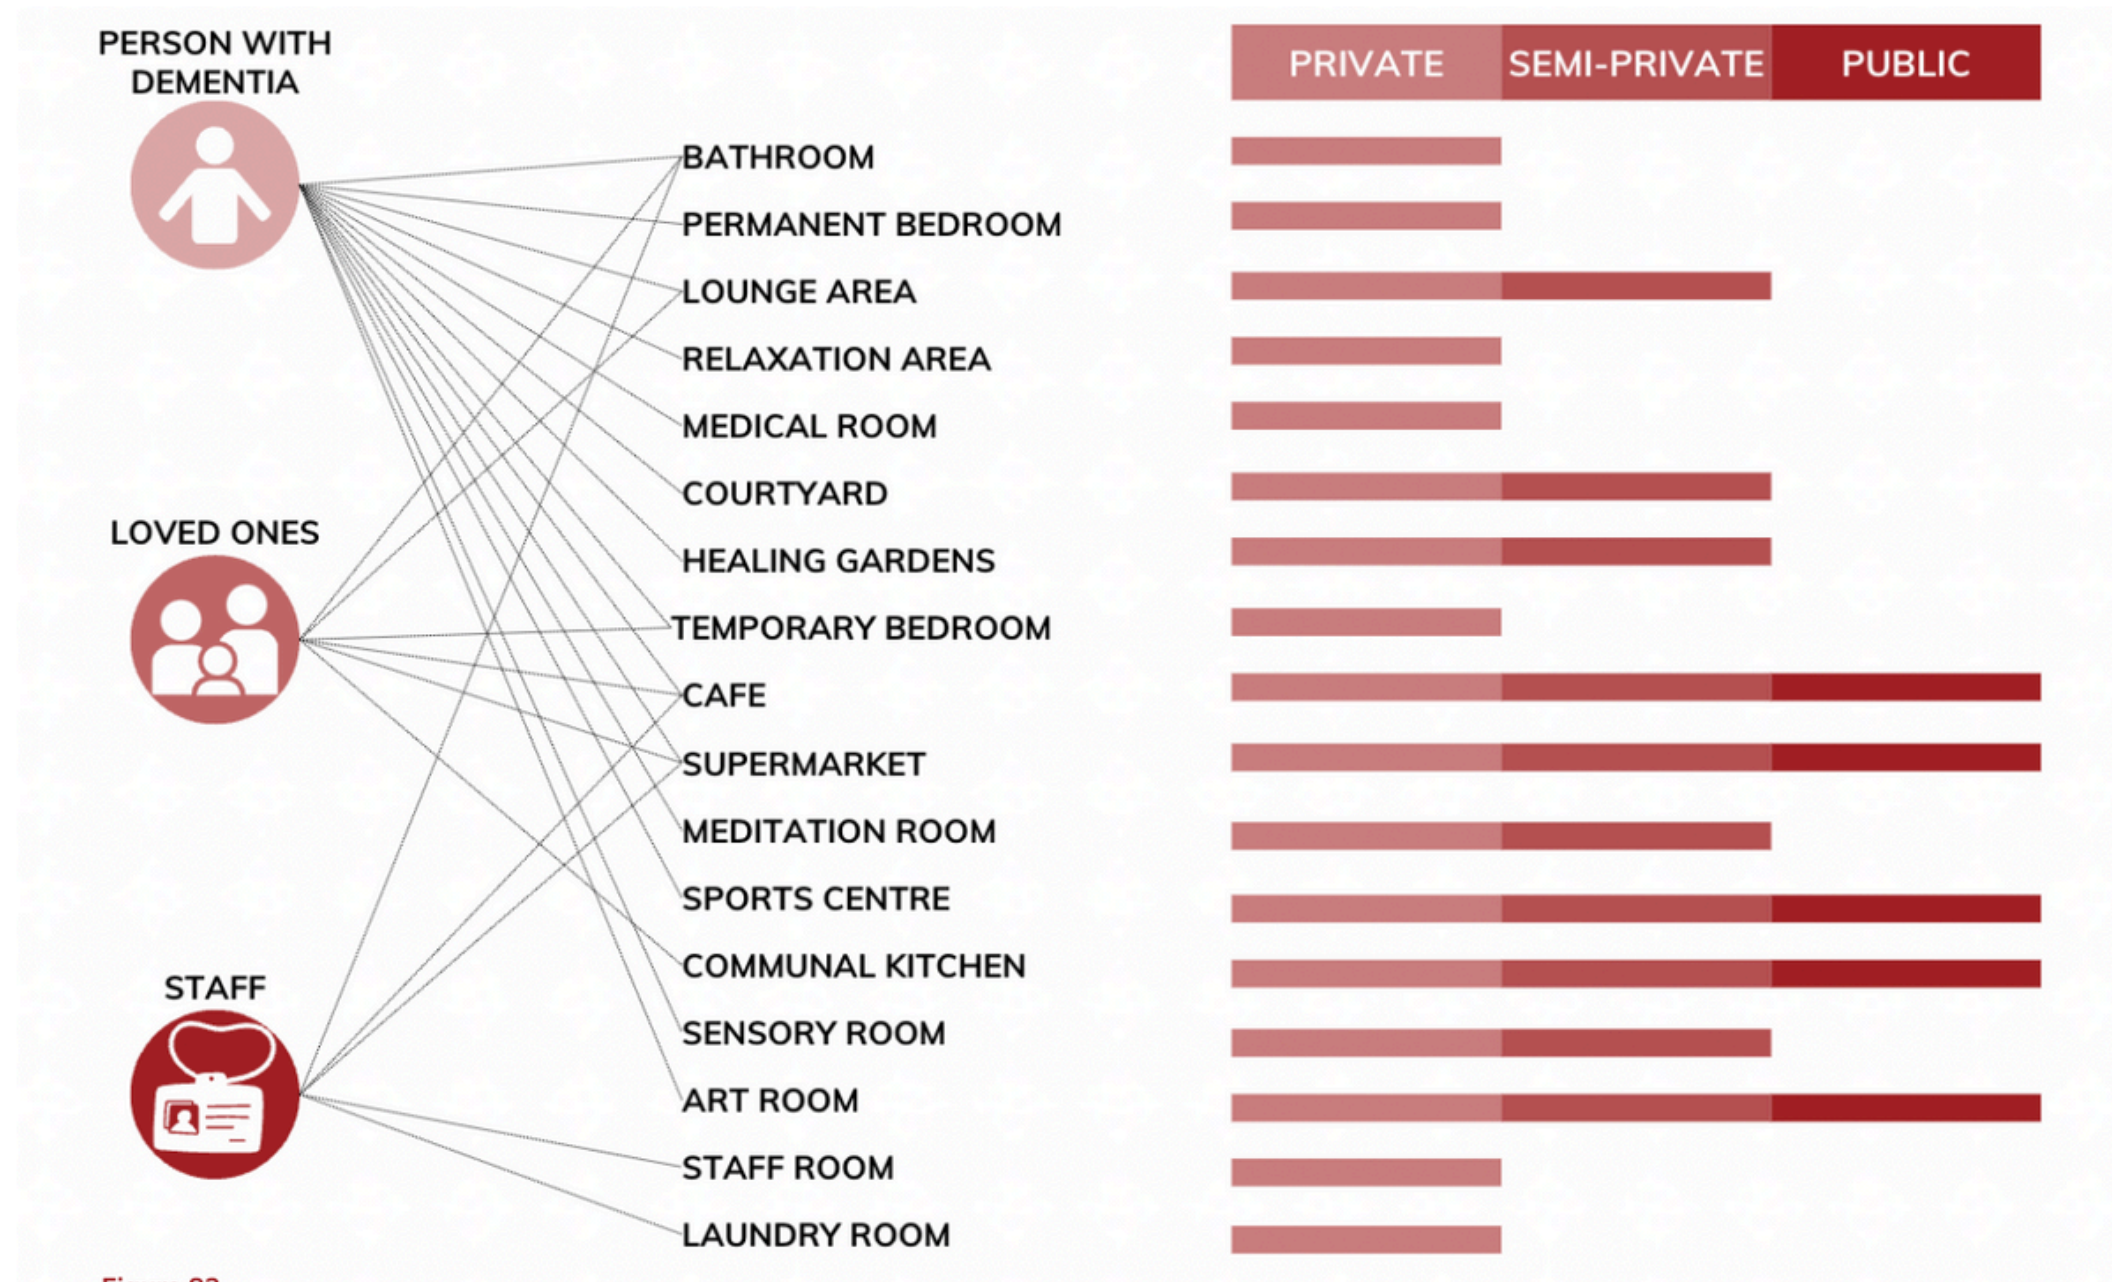 PERSON WITH
DEMENTIA
PRIVATE
SEMI-PRIVATE
PUBLIC
BATHROOM
PERMANENT BEDROOM
LOUNGE AREA
RELAXATION AREA
MEDICAL ROOM
COURTYARD
LOVED ONES
HEALING GARDENS
TEMPORARY BEDROOM
CAFE
SUPERMARKET
MEDITATION ROOM
SPORTS CENTRE
COMMUNAL KITCHEN
STAFF
SENSORY ROOM
ART ROOM
STAFF ROOM
LAUNDRY ROOM